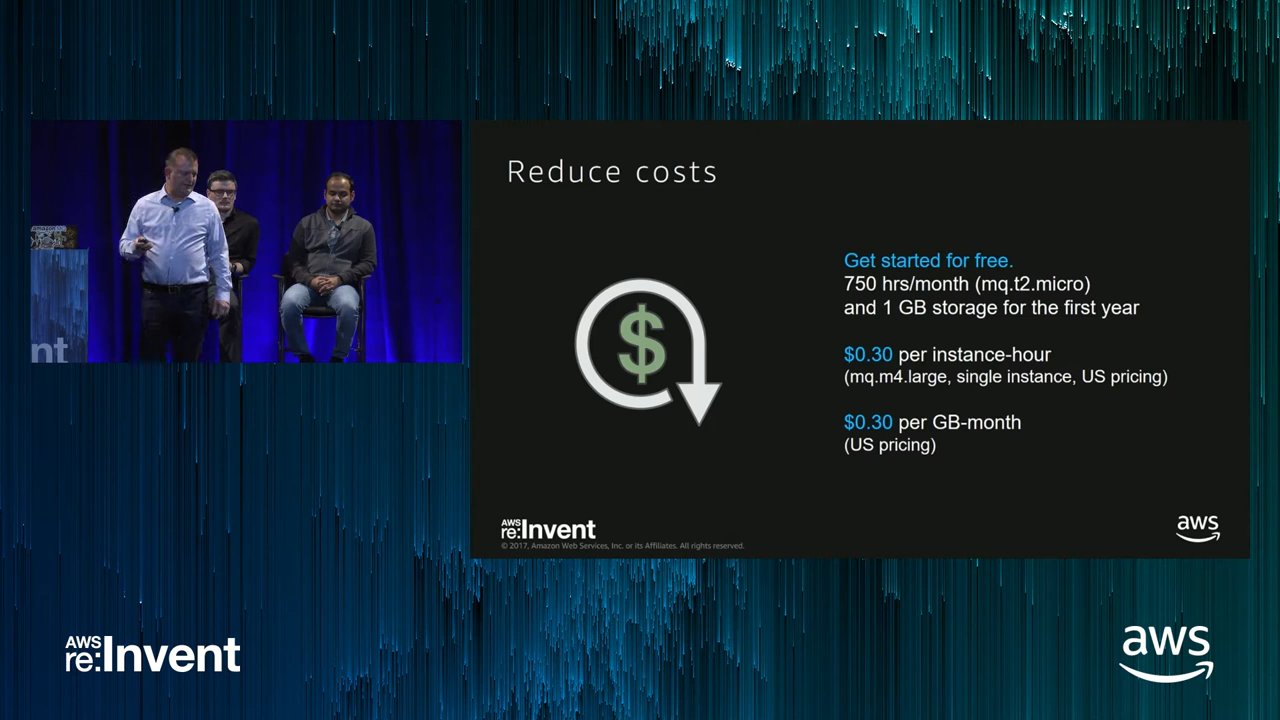 Reduce costs
Get started for free.
750 hrs/month (mq.t2.micro)
and 1 GB storage for the first year
$0.30 per instance-hour
(mq.m4.large, single instance, US pricing)
$0.30 per GB-month
(US pricing)
$
AWS
re:Invent
© 2017, Amazon Web Services, Inc. or its Affiliates. All rights reserved.
aws
amazon
nt
AWS
re:Invent
aws